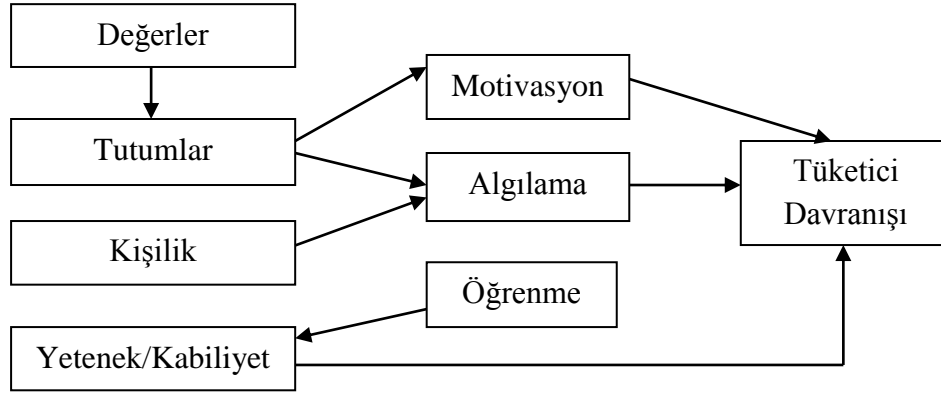 Değerler
Motivasyon
Tutumlar
Algılama
Tüketici
Davranışı
Kişilik
Öğrenme
Yetenek/Kabiliyet